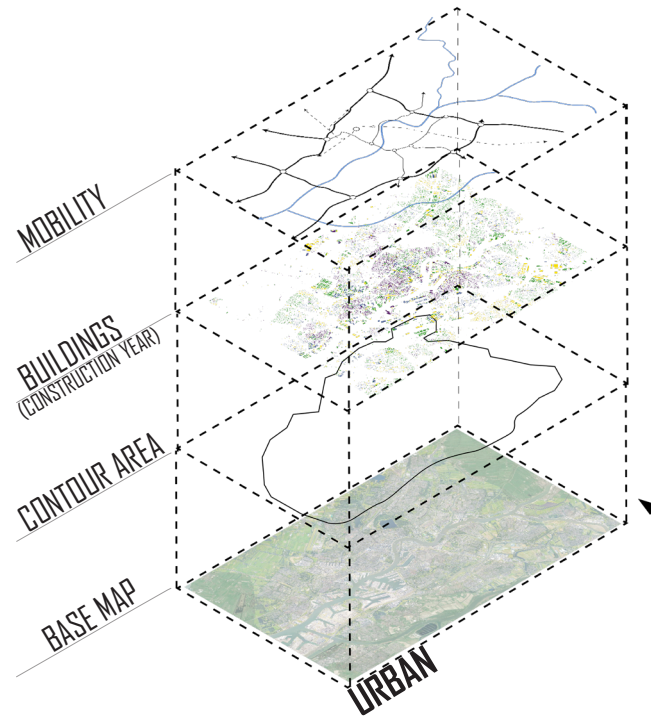 MOBILITY
BUILDINGS
(CONSTRUCTION YEAR)
CONTOUR AREA
BASE MAP
URBAN